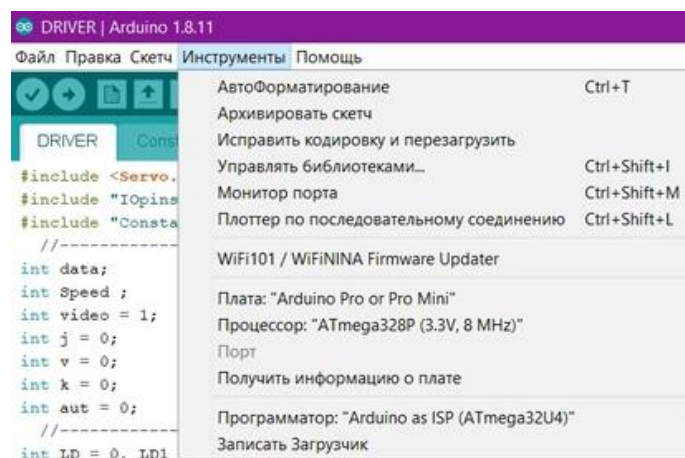 DRIVER | Arduino 1.8.11
Файл Правка Скетч Инструменты Помощь
АвтоФорматирование Ctrl+T
Архивировать скетч
Исправить кодировку и перезагрузить
Управлять библиотеками... Ctrl+Shift+I
Монитор порта Ctrl+Shift+M
Плоттер по последовательному соединению Ctrl+Shift+L
WiFi101 / WiFiNINA Firmware Updater
Плата: "Arduino Pro or Pro Mini"
Процессор: "ATmega328P (3.3V, 8 MHz)"
Порт
Получить информацию о плате
Программатор: "Arduino as ISP (ATmega32U4)"
Записать Загрузчик
DRIVER Const
#include <Servo.
#include "IOpins
#include "Consta
//------------
int data;
int Speed ;
int video = 1;
int j = 0;
int v = 0;
int k = 0;
int aut = 0;
//------------
int LD = 0, LD1